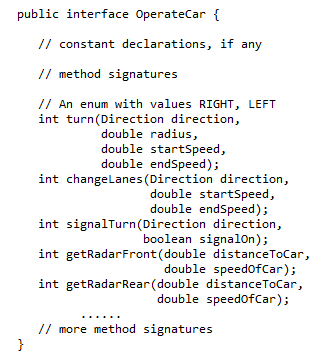 public interface OperateCar {
// constant declarations, if any
// method signatures
// An enum with values RIGHT, LEFT
int turn(Direction direction,
double radius,
double startSpeed,
double endSpeed);
int changeLanes(Direction direction,
double startSpeed,
double endSpeed);
int signalTurn(Direction direction,
boolean signalOn);
int getRadarFront(double distanceToCar,
double speedOfCar);
int getRadarRear(double distanceToCar,
double speedOfCar);
......
// more method signatures
}